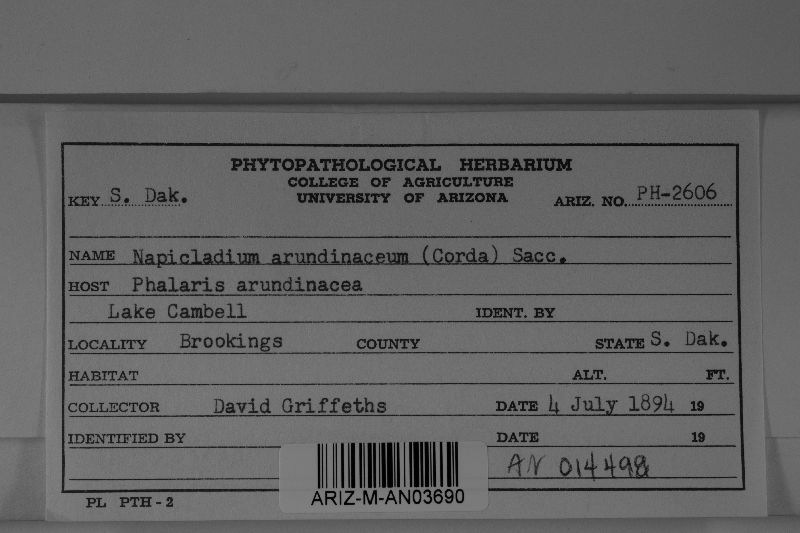 PHYTOPATHOLOGICAL HERBARIUM
COLLEGE OF AGRICULTURE
UNIVERSITY OF ARIZONA
KEY S. Dak. ARIZ. NO. PH-2606
NAME Napicladium arundinaceum (Corda) Sacc.
HOST Phalaris arundinacea
Lake Cambell IDENT. BY
LOCALITY Brookings COUNTY STATE S. Dak.
HABITAT ALT. FT.
COLLECTOR David Griffeths DATE 4 July 1894 19
IDENTIFIED BY DATE 19
AN 014498
ARIZ-M-AN03690
PL PTH-2